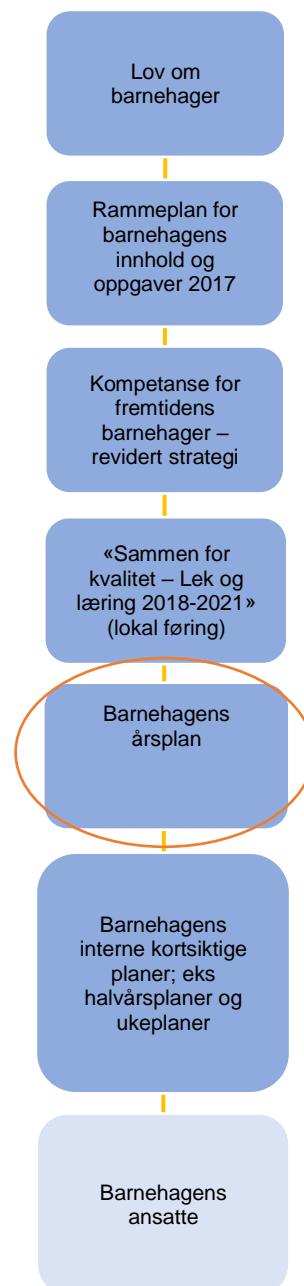 Lov om
barnehager
Rammeplan for
barnehagens
innhold og
oppgaver 2017
Kompetanse for
fremtidens
barnehager –
revidert strategi
«Sammen for
kvalitet – Lek og
læring 2018-2021»
(lokal føring)
Barnehagens
årsplan
Barnehagens
interne kortsiktige
planer; eks
halvårsplaner og
ukeplaner
Barnehagens
ansatte